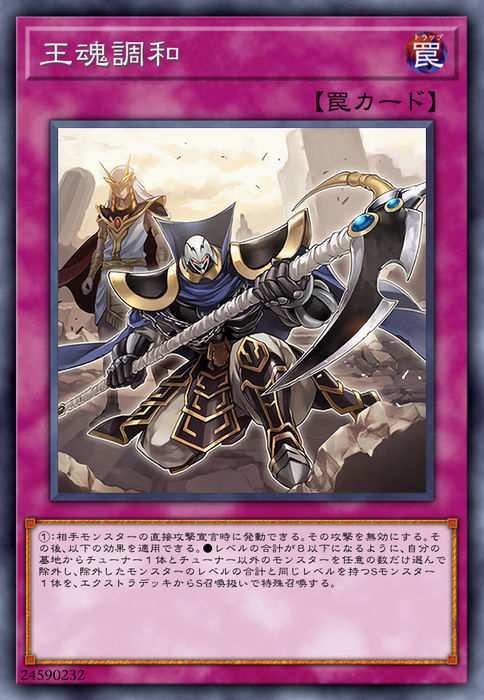 王魂調和
トラップ
罠
【罠カード】
①:相手モンスターの直接攻撃宣言時に発動できる。その攻撃を無効にする。そ
の後、以下の効果を適用できる。●レベルの合計が8以下になるように、自分の
墓地からチューナー1体とチューナー以外のモンスターを任意の数だけ選んで
除外し、除外したモンスターのレベルの合計と同じレベルを持つSモンスター
1体を、エクストラデッキからS召喚扱いで特殊召喚する。
24590232